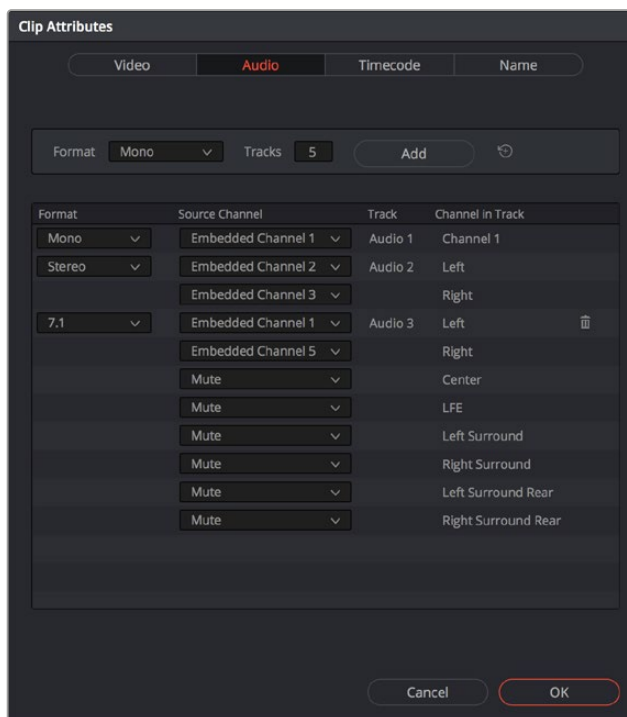 Clip Attributes
Video Audio Timecode Name
Format Mono Tracks 5 Add
Format Source Channel Track Channel in Track
Mono Embedded Channel 1 Audio 1 Channel 1
Stereo Embedded Channel 2 Audio 2 Left
Embedded Channel 3 Right
7.1 Embedded Channel 1 Audio 3 Left
Embedded Channel 5 Right
Mute Center
Mute LFE
Mute Left Surround
Mute Right Surround
Mute Left Surround Rear
Mute Right Surround Rear
Cancel OK